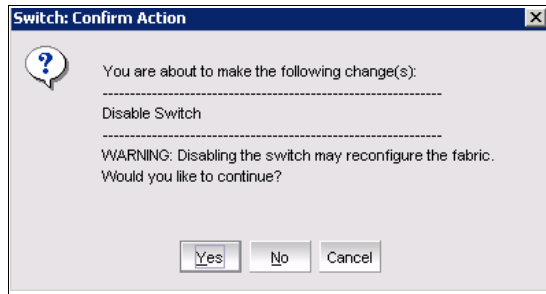 Switch: Confirm Action
You are about to make the following change(s):
------------------------------------------------------------
Disable Switch
------------------------------------------------------------
WARNING: Disabling the switch may reconfigure the fabric.
Would you like to continue?
Yes No Cancel